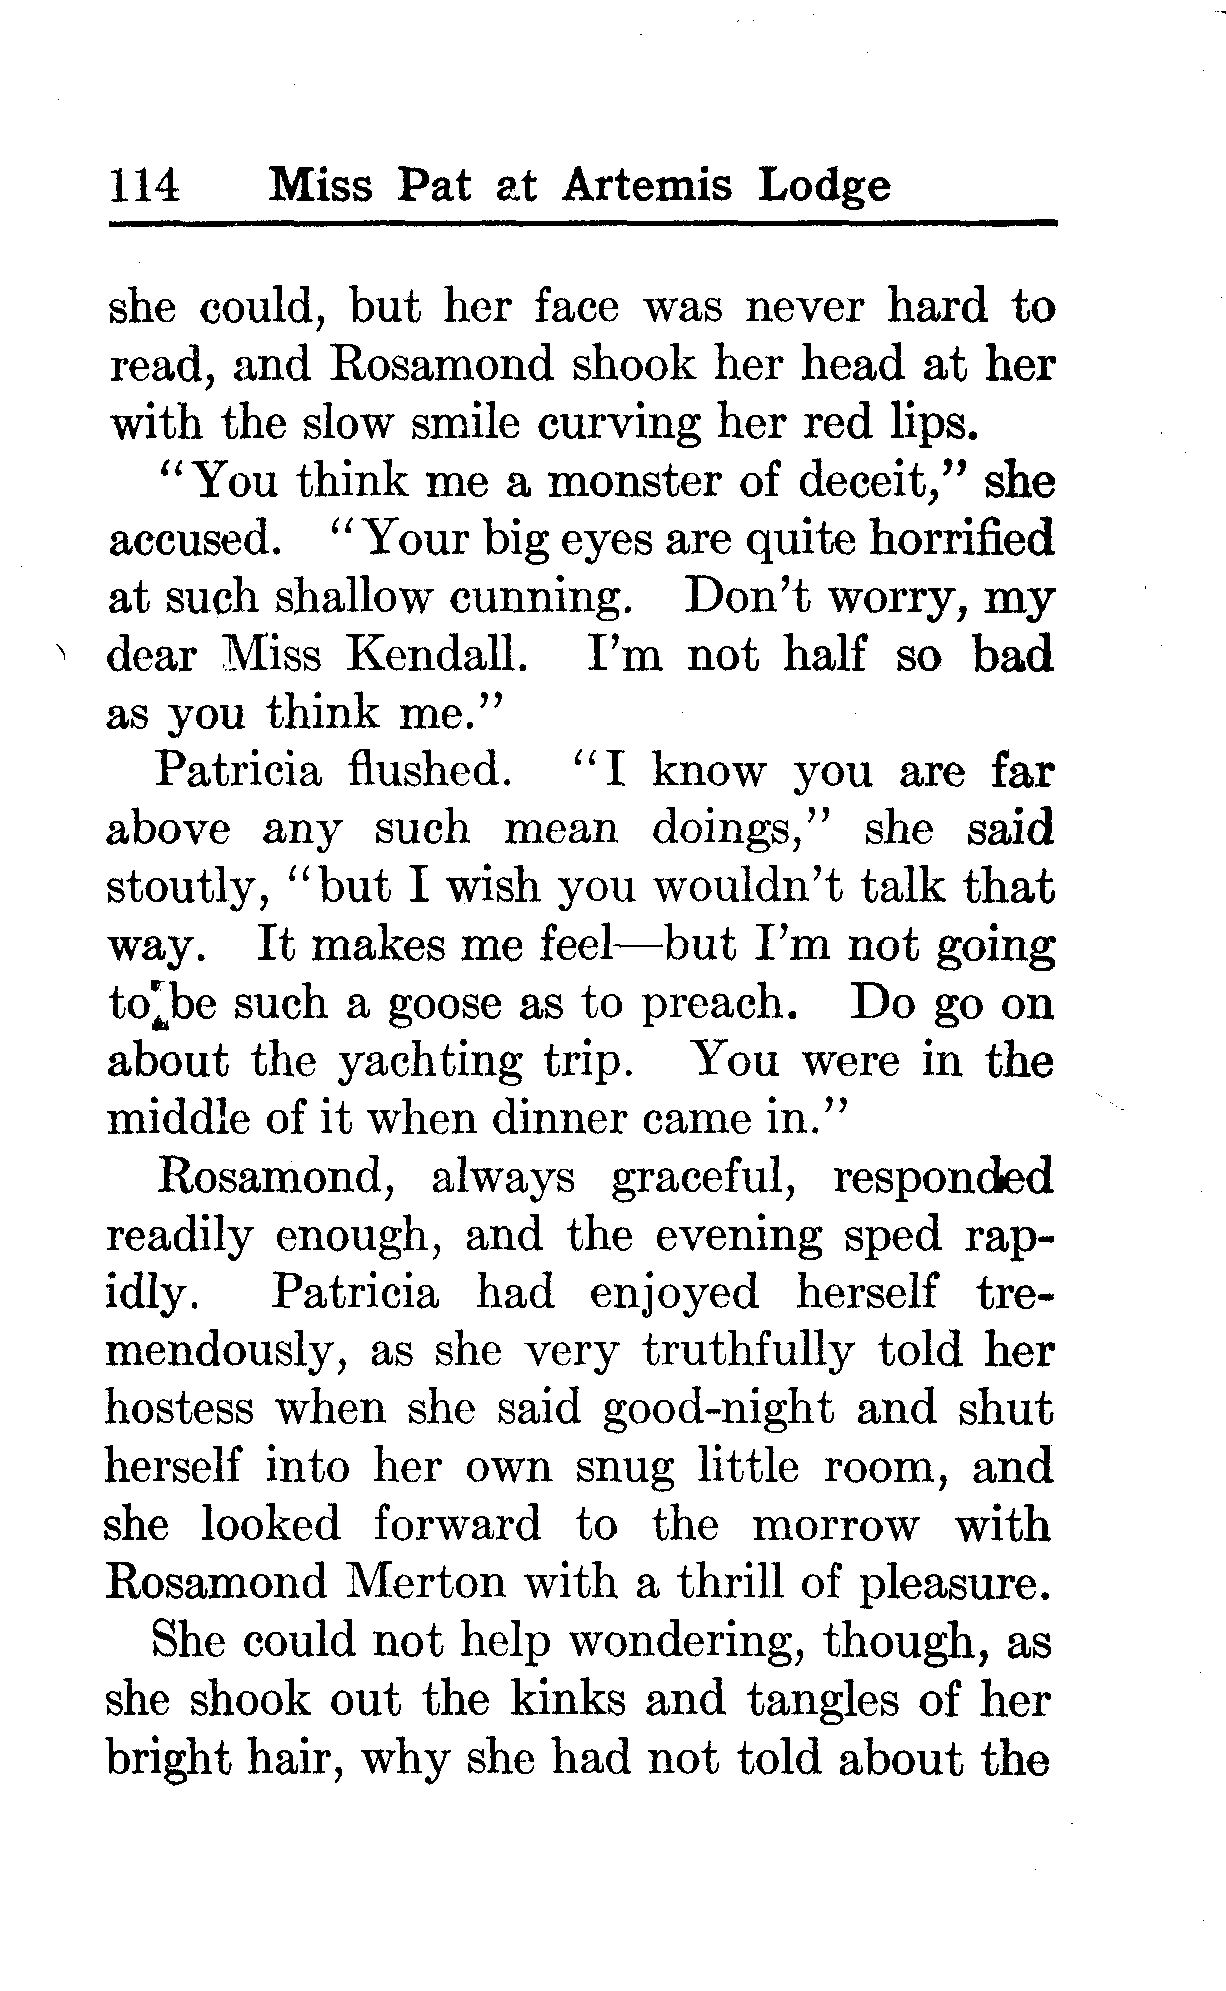 114 Miss Pat at Artemis Lodge
she could, but her face was never hard to
read, and Rosamond shook her head at her
with the slow smile curving her red lips.
"You think me a monster of deceit," she
accused. "Your big eyes are quite horrified
at such shallow cunning. Don't worry, my
dear Miss Kendall. I'm not half so bad
as you think me."
Patricia flushed. "I know you are far
above any such mean doings," she said
stoutly, "but I wish you wouldn't talk that
way. It makes me feel—but I'm not going
to be such a goose as to preach. Do go on
about the yachting trip. You were in the
middle of it when dinner came in."
Rosamond, always graceful, responded
readily enough, and the evening sped rap-
idly. Patricia had enjoyed herself tre-
mendously, as she very truthfully told her
hostess when she said good-night and shut
herself into her own snug little room, and
she looked forward to the morrow with
Rosamond Merton with a thrill of pleasure.
She could not help wondering, though, as
she shook out the kinks and tangles of her
bright hair, why she had not told about the